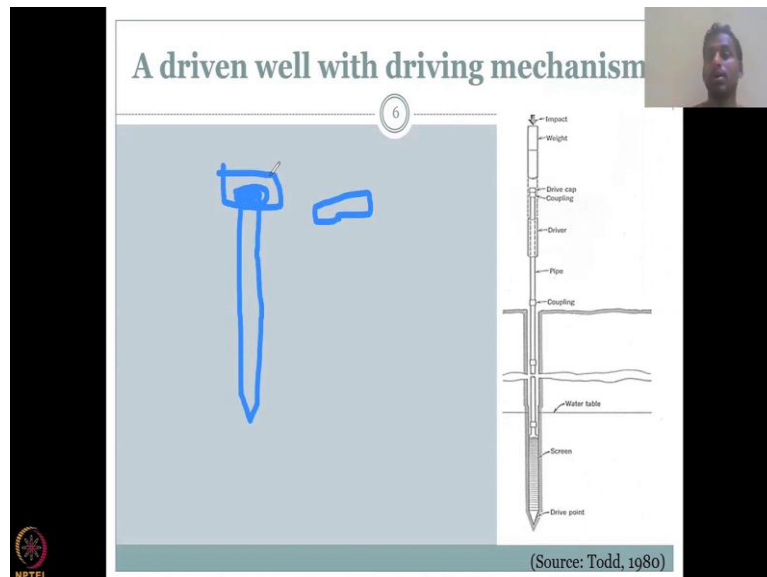 A driven well with driving mechanism
6
Impact
Weight
Drive cap
Coupling
Driver
Pipe
Coupling
Water table
Screen
Drive point
(Source: Todd, 1980)
NPTEL